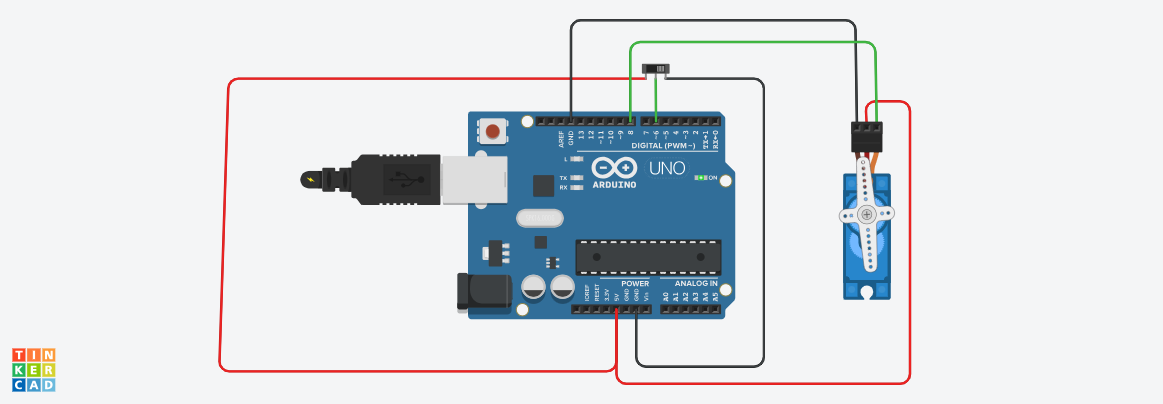 AREF
GND
13
12
~11
~10
~9
8
7
~6
~5
4
~3
2
TX→1
RX←0
DIGITAL (PWM~)
L
TX
RX
UNO
ARDUINO
ON
POWER
ANALOG IN
IOREF
RESET
3.3V
5V
GND
GND
Vin
A0
A1
A2
A3
A4
A5
TIN
KER
CAD